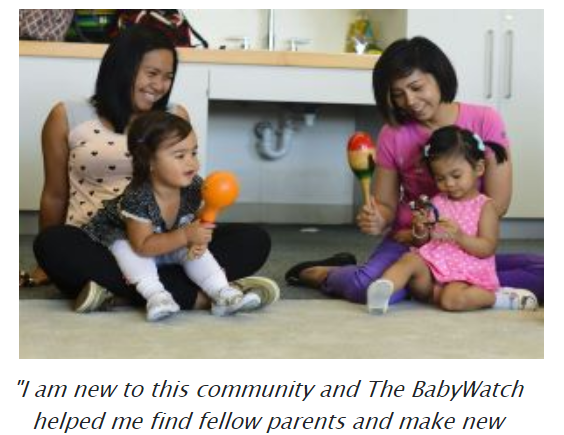 "I am new to this community and The BabyWatch
helped me find fellow parents and make new